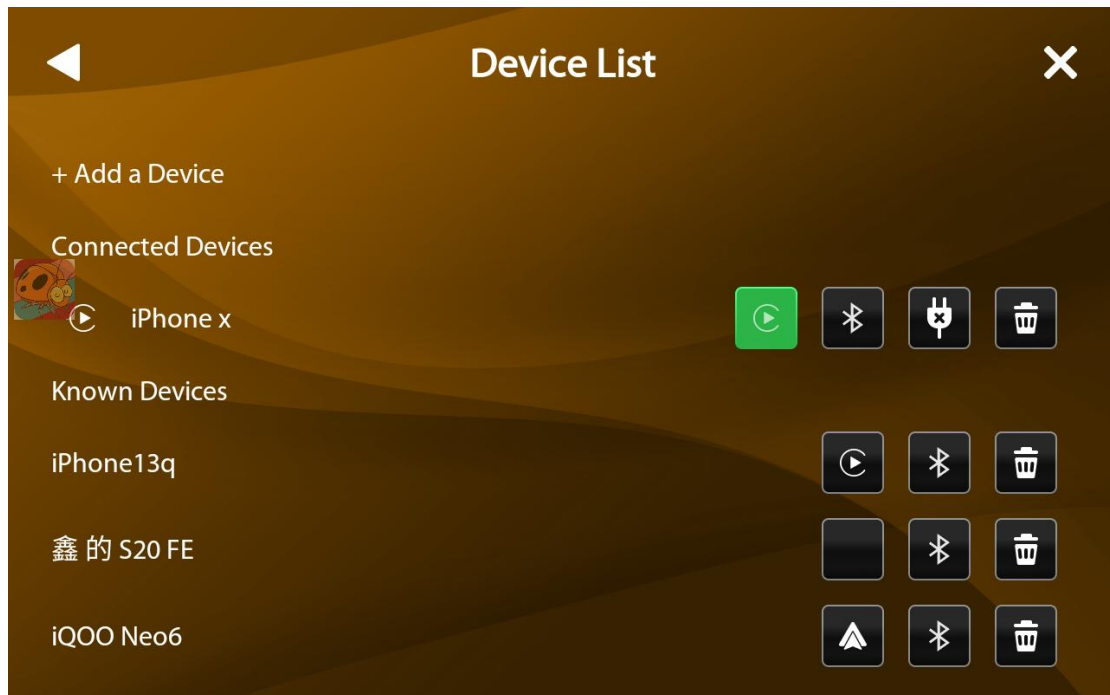 Device List
+ Add a Device
Connected Devices
iPhone x
Known Devices
iPhone13q
鑫 的 S20 FE
iQOO Neo6